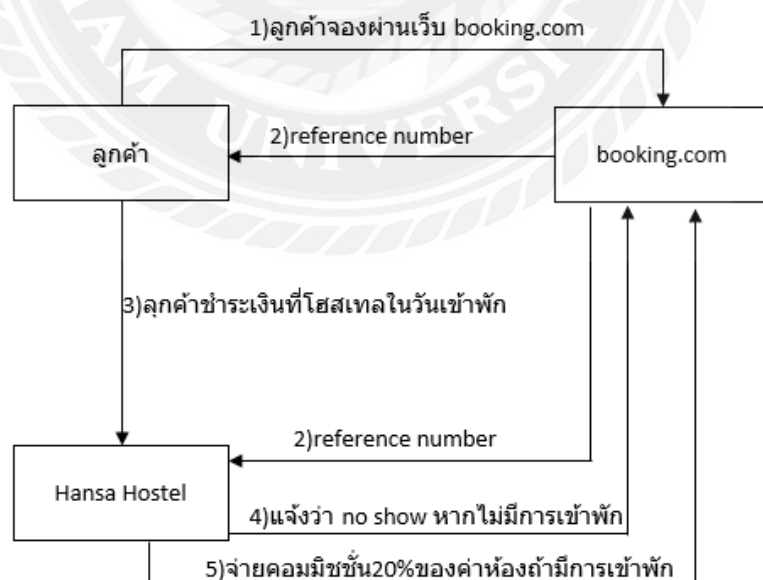 1)ลูกค้าจองผ่านเว็บ booking.com
ลูกค้า
2)reference number
booking.com
3)ลุกค้าชำระเงินที่โฮสเทลในวันเข้าพัก
2)reference number
Hansa Hostel
4)แจ้งว่า no show หากไม่มีการเข้าพัก
5)จ่ายคอมมิชชั่น20%ของค่าห้องถ้ามีการเข้าพัก
AM UNIVERS